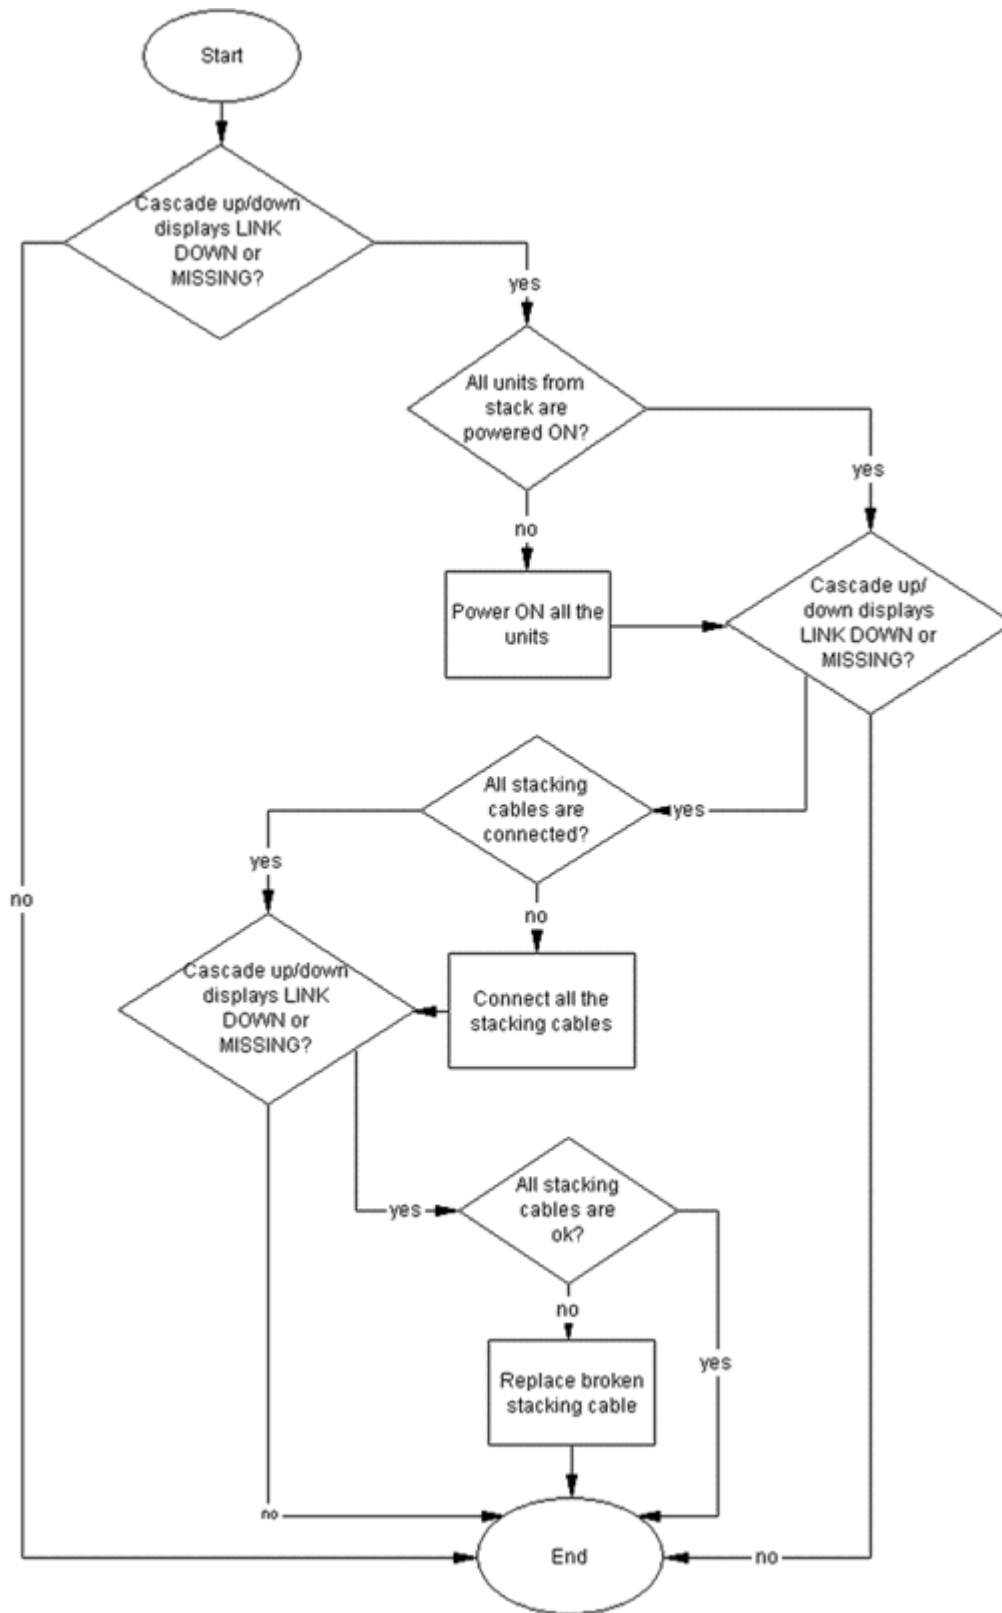 Start
Cascade up/down
displays LINK
DOWN or
MISSING?
yes
All units from
stack are
powered ON?
yes
no
Power ON all the
units
Cascade up/
down displays
LINK DOWN or
MISSING?
All stacking
cables are
connected?
yes
yes
no
no
Cascade up/down
displays LINK
DOWN or
MISSING?
Connect all the
stacking cables
All stacking
cables are
ok?
yes
no
yes
Replace broken
stacking cable
no
End
no